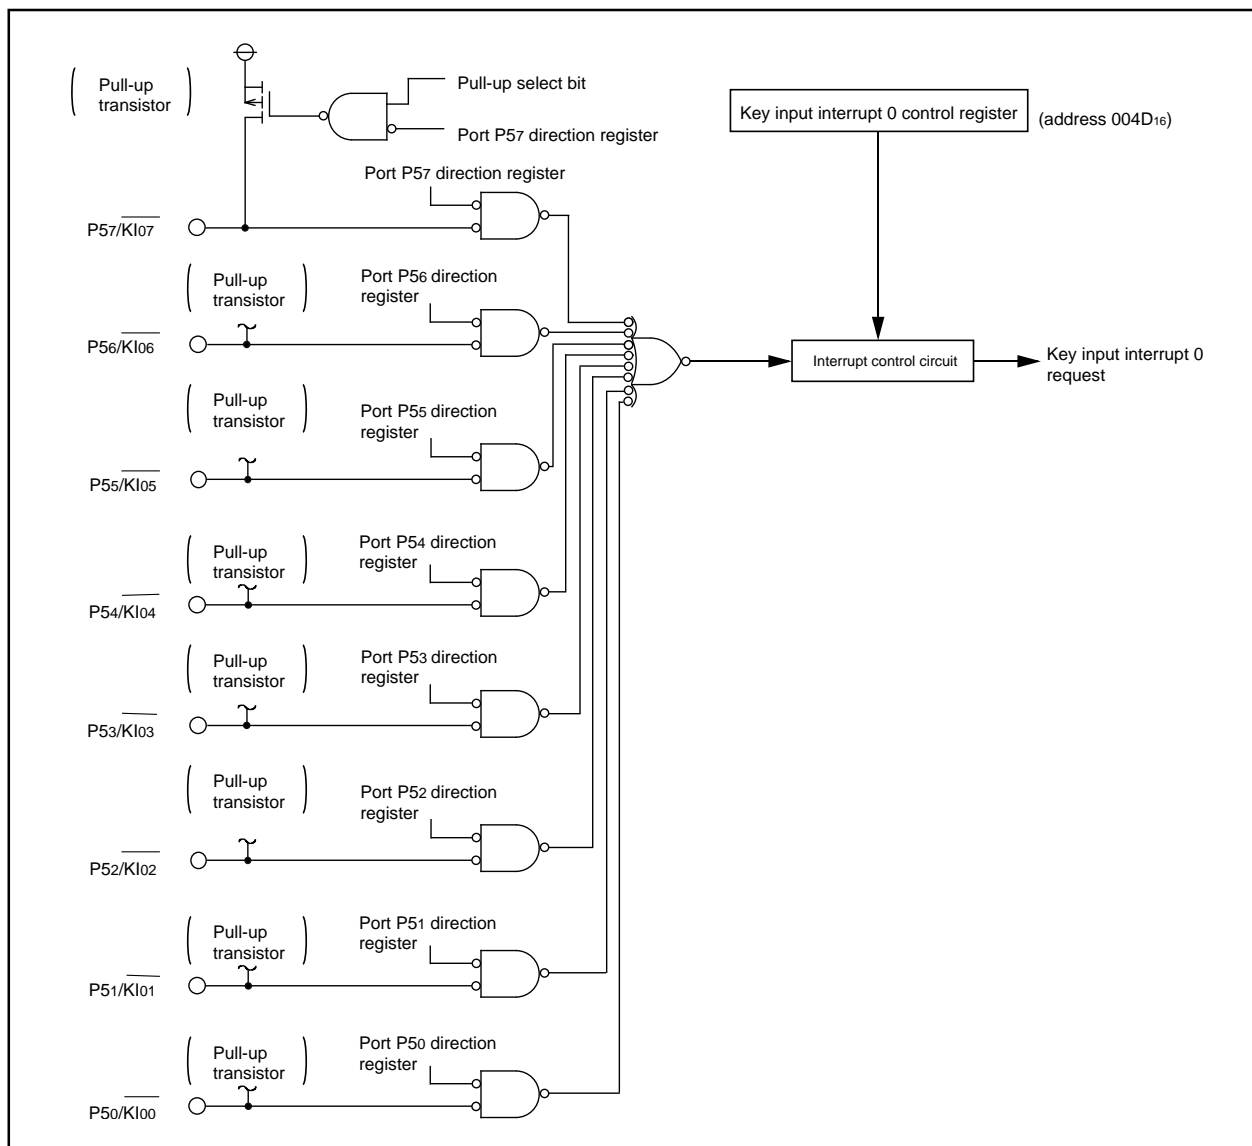 Pull-up
transistor
Pull-up select bit
Port P57 direction register
Key input interrupt 0 control register
(address 004D16)
Port P57 direction register
P57/KI07
Pull-up
transistor
Port P56 direction
register
P56/KI06
Interrupt control circuit
Key input interrupt 0
request
Pull-up
transistor
Port P55 direction
register
P55/KI05
Pull-up
transistor
Port P54 direction
register
P54/KI04
Pull-up
transistor
Port P53 direction
register
P53/KI03
Pull-up
transistor
Port P52 direction
register
P52/KI02
Pull-up
transistor
Port P51 direction
register
P51/KI01
Pull-up
transistor
Port P50 direction
register
P50/KI00